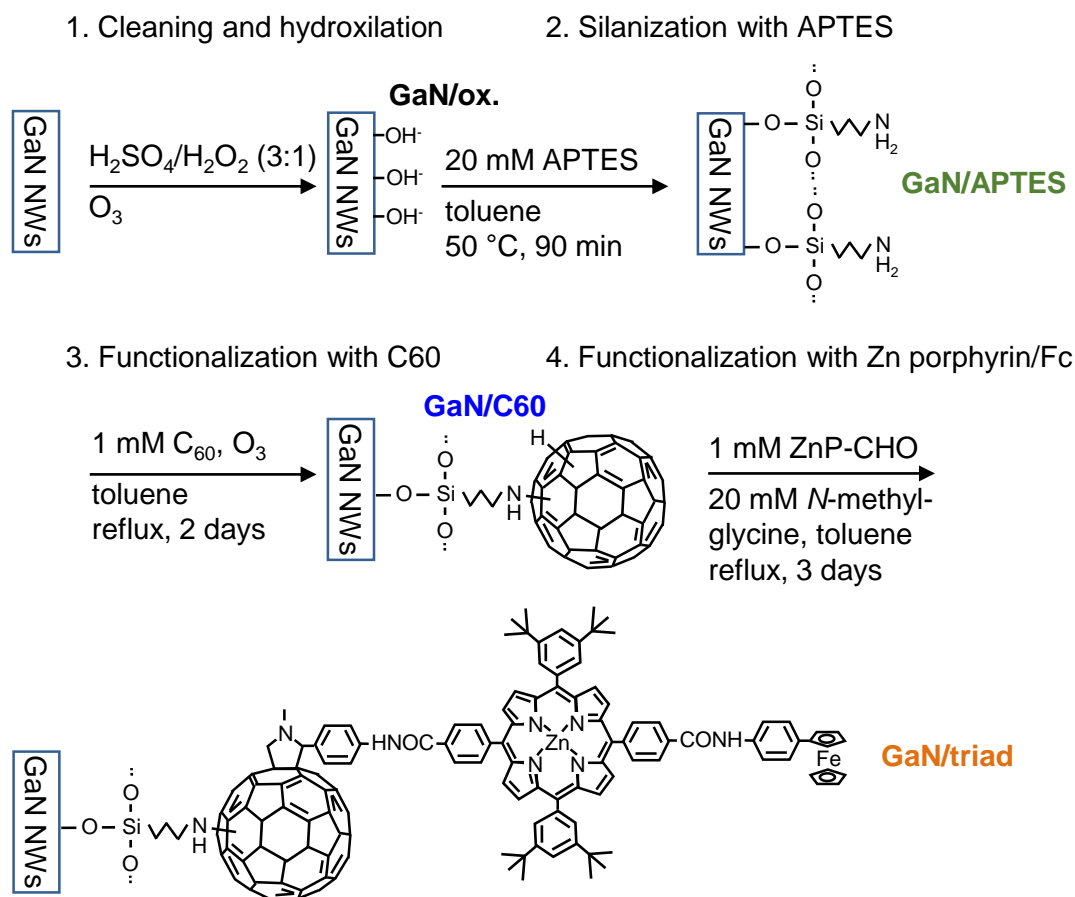 1. Cleaning and hydroxilation
2. Silanization with APTES
GaN NWs
H2SO4/H2O2 (3:1)
O3
GaN/ox.
GaN NWs
OH-
OH-
OH-
20 mM APTES
toluene
50 °C, 90 min
GaN NWs
O
O
Si
N
H2
O
O
O
Si
N
H2
O
GaN/APTES
3. Functionalization with C60
4. Functionalization with Zn porphyrin/Fc
1 mM C60, O3
toluene
reflux, 2 days
GaN/C60
GaN NWs
O
O
Si
O
N
H
H
1 mM ZnP-CHO
20 mM N-methyl-
glycine, toluene
reflux, 3 days
GaN NWs
O
O
Si
O
N
H
N
HNOC
N
N
Zn
N
N
CONH
Fe
GaN/triad